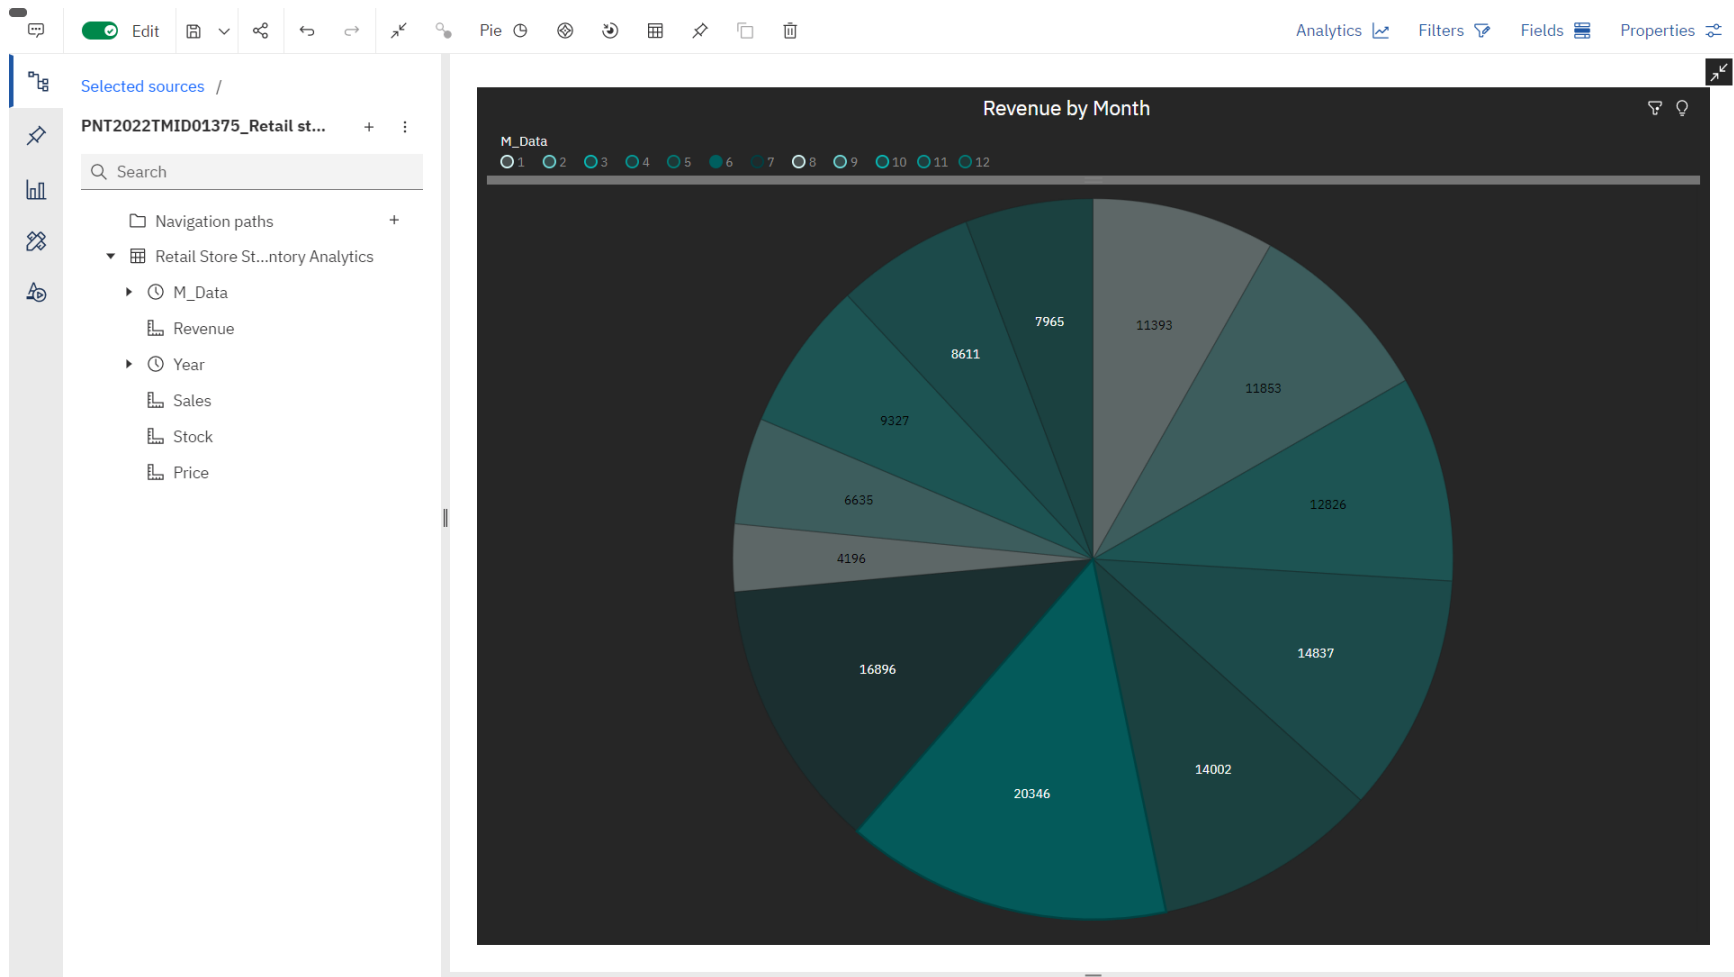 Edit
Pie
Analytics
Filters
Fields
Properties
Selected sources /
PNT2022TMID01375_Retail st...
Search
Navigation paths
Retail Store St...ntory Analytics
M_Data
Revenue
Year
Sales
Stock
Price
Revenue by Month
M_Data
1 2 3 4 5 6 7 8 9 10 11 12
11393
11853
12826
14837
14002
20346
16896
4196
6635
9327
8611
7965